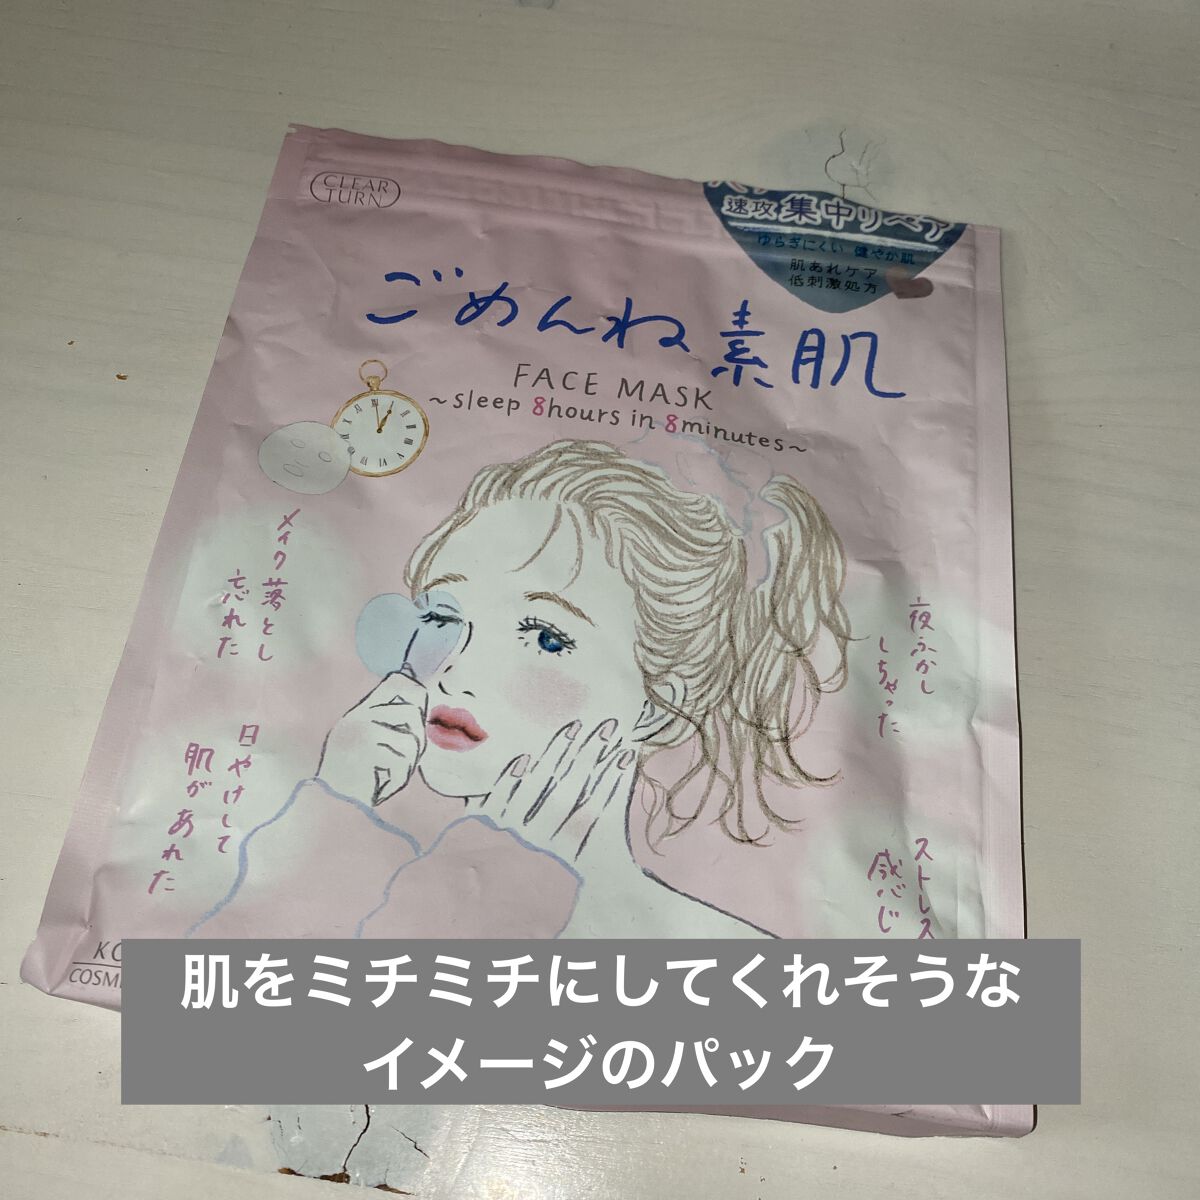 CLEAR
TURN
速攻 集中リペア
ゆらぎにくい 健やか肌
肌あれケア
低刺激処方
ごめんね素肌
FACE MASK
~sleep 8hours in 8minutes~
メイク落とし
忘れた
夜ふかし
しちゃった
日やけして
肌があれた
ストレス
感じ
肌をミチミチにしてくれそうな
イメージのパック